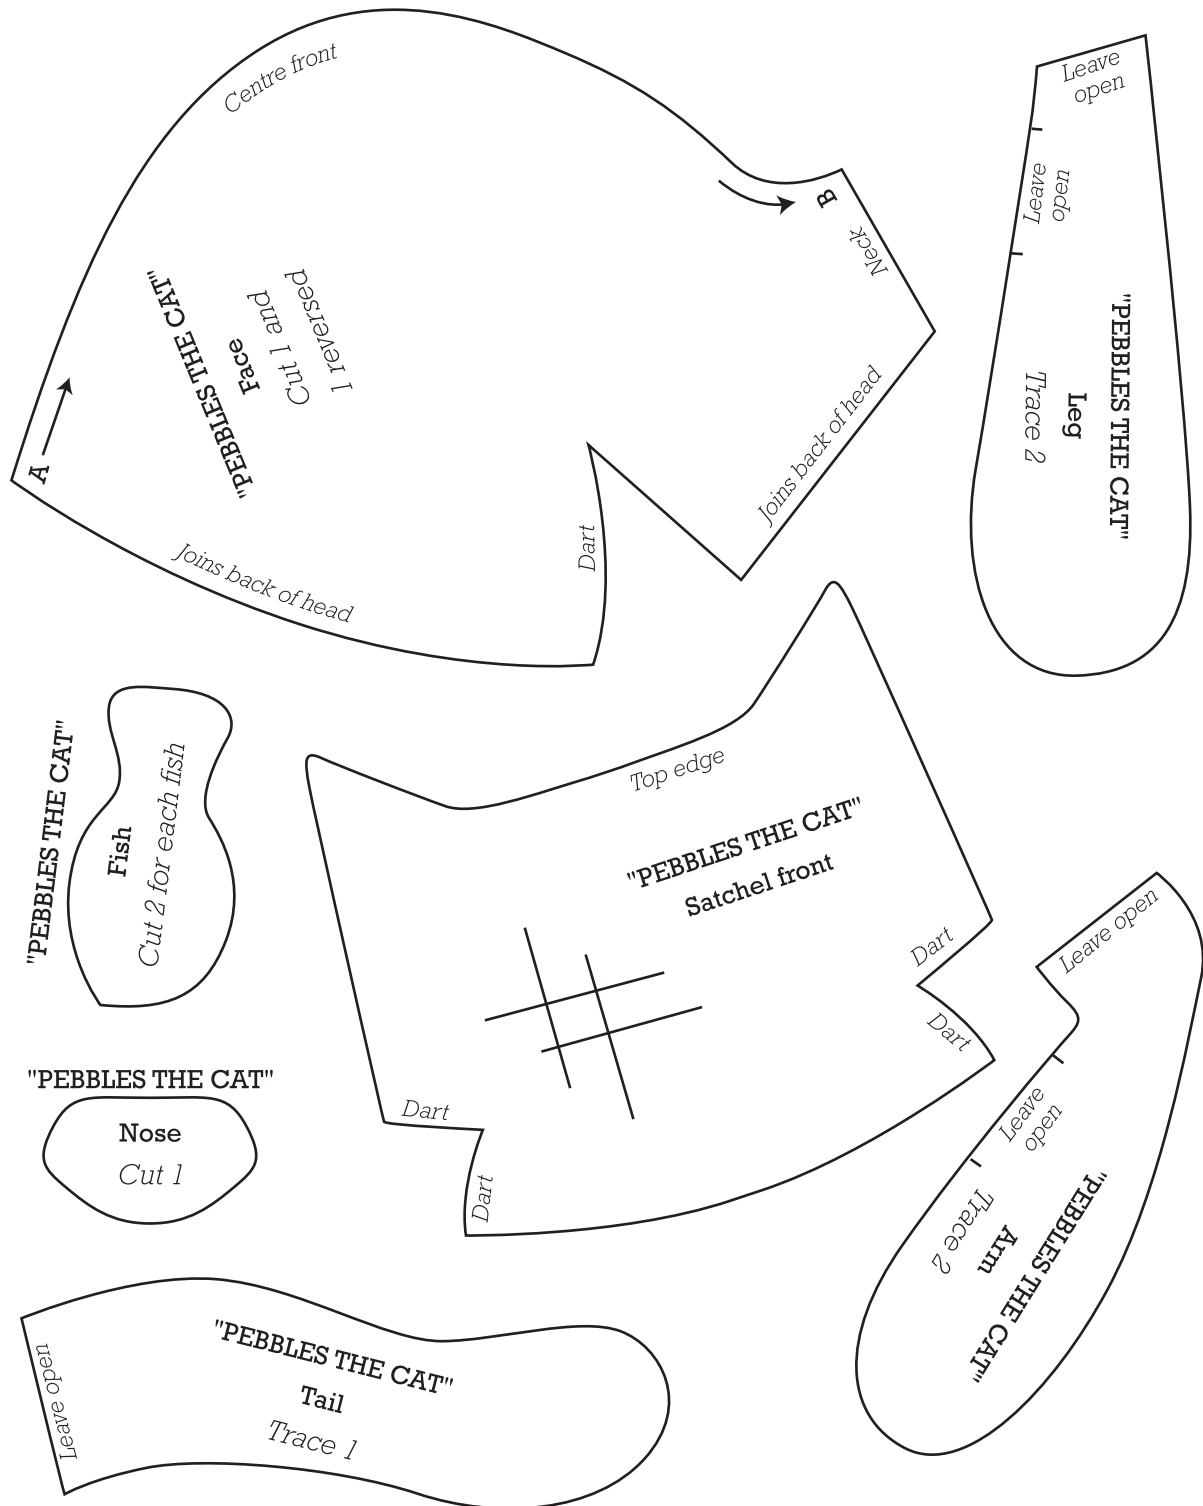 Centre front
B
Neck
"PEBBLES THE CAT"
Face
Cut 1 and
1 reversed
A
Joins back of head
Dart
Joins back of head
Leave
open
Leave
open
"PEBBLES THE CAT"
Leg
Trace 2
"PEBBLES THE CAT"
Fish
Cut 2 for each fish
Top edge
"PEBBLES THE CAT"
Satchel front
Dart
Dart
Dart
Dart
"PEBBLES THE CAT"
Nose
Cut 1
Leave open
Leave
open
"PEBBLES THE CAT"
Arm
Trace 2
Leave open
"PEBBLES THE CAT"
Tail
Trace 1